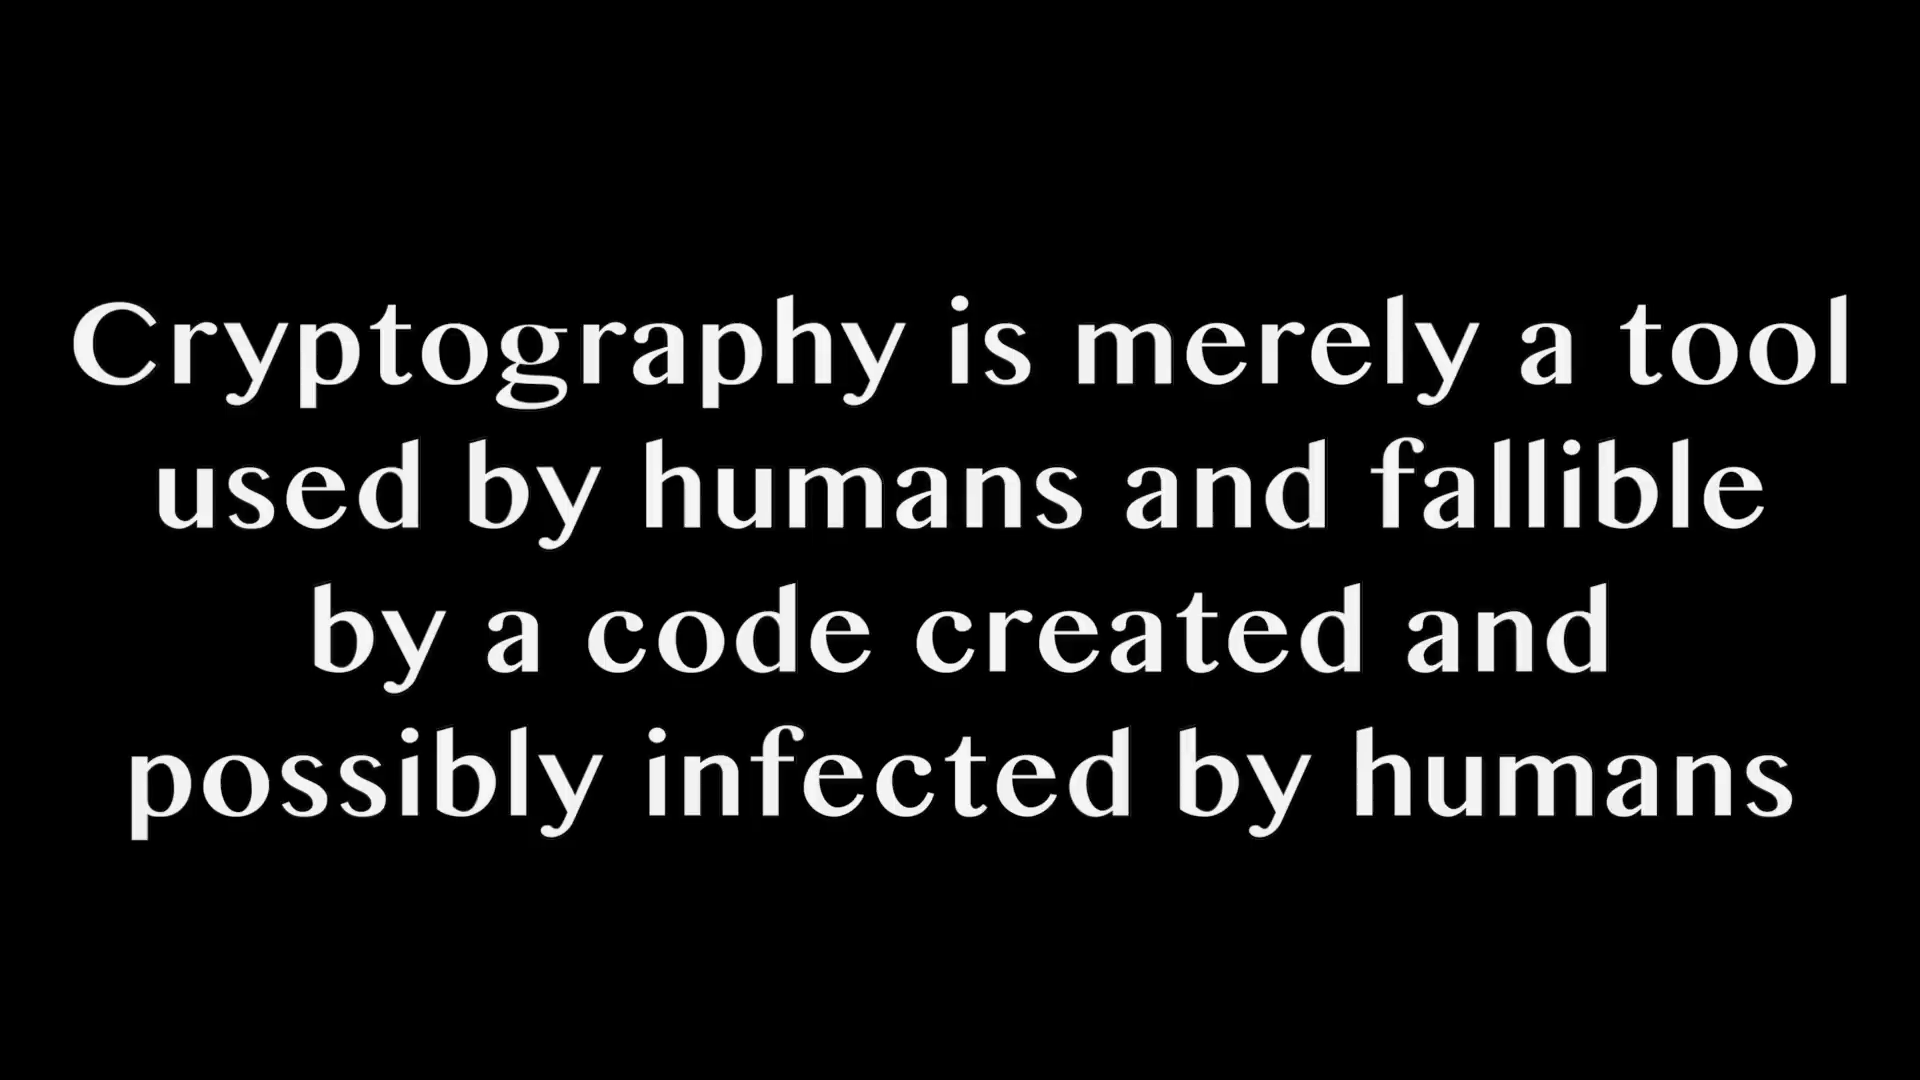 Cryptography is merely a tool
used by humans and fallible
by a code created and
possibly infected by humans